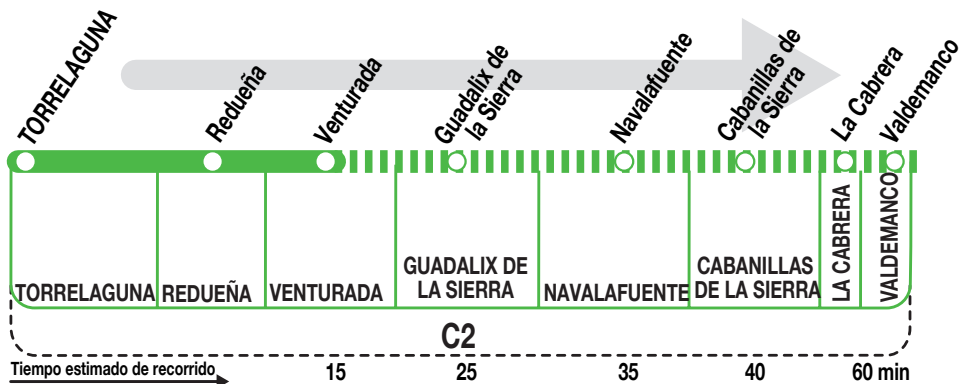 TORRELAGUNA
Redueña
Venturada
Guadalix de
la Sierra
Navalafuente
Cabanillas de
la Sierra
La Cabrera
Valdemanco
TORRELAGUNA
REDUEÑA
VENTURADA
GUADALIX DE
LA SIERRA
NAVALAFUENTE
CABANILLAS
DE LA SIERRA
LA CABRERA
VALDEMANCO
C2
Tiempo estimado de recorrido 15 25 35 40 60 min